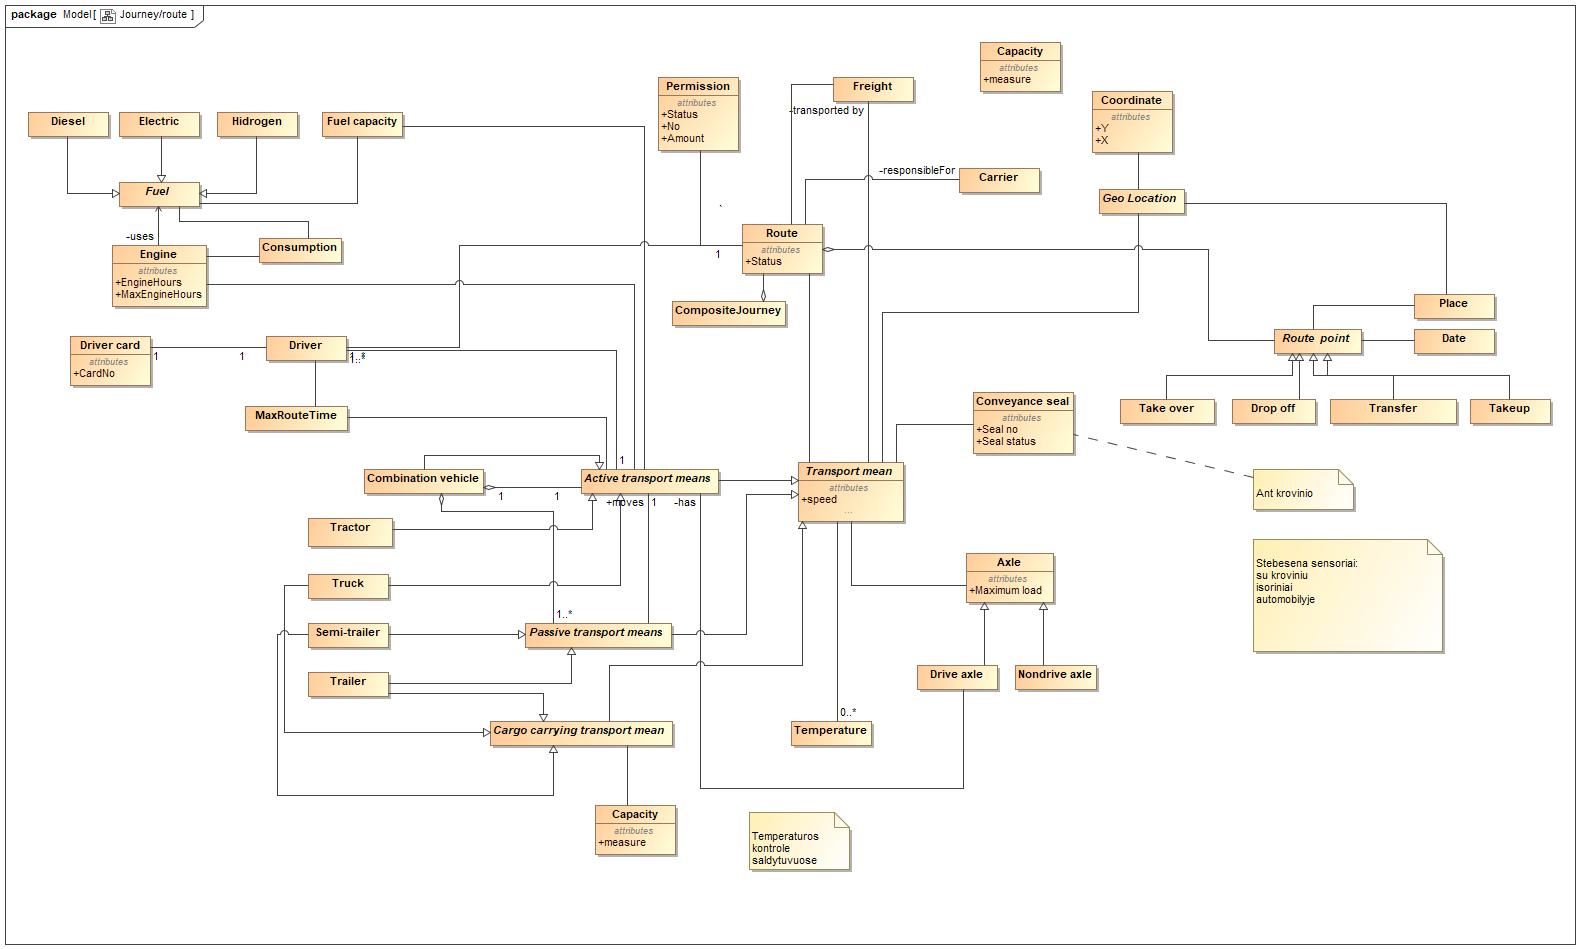 package Model[ Journey/route ]
Capacity
attributes
+measure
Permission
attributes
+Status
+No
+Amount
Freight
-transported by
Coordinate
attributes
+Y
+X
Diesel
Electric
Hidrogen
Fuel capacity
Fuel
-responsibleFor
Carrier
Geo Location
-uses
Engine
attributes
+EngineHours
+MaxEngineHours
Consumption
`
1
Route
attributes
+Status
CompositeJourney
Place
Route point
Date
Driver card
attributes
+CardNo
1
1
Driver
1..*
MaxRouteTime
Take over
Drop off
Transfer
Takeup
Conveyance seal
attributes
+Seal no
+Seal status
1
Combination vehicle
1
1
Active transport means
+moves
1
-has
Transport mean
attributes
+speed
...
Ant krovinio
Tractor
Truck
1..*
Semi-trailer
Passive transport means
Trailer
Cargo carrying transport mean
Axle
attributes
+Maximum load
Stebesena sensoriai:
su kroviniu
isoriniai
automobilyje
Drive axle
Nondrive axle
0..*
Temperature
Capacity
attributes
+measure
Temperaturos
kontrole
saldytuvuose